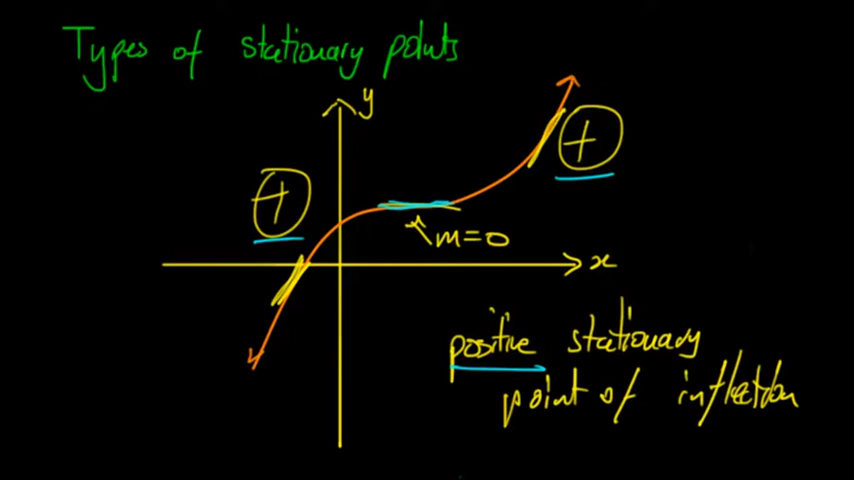 Types of stationary points
y
+
+
m=0
x
positive stationary
point of inflection